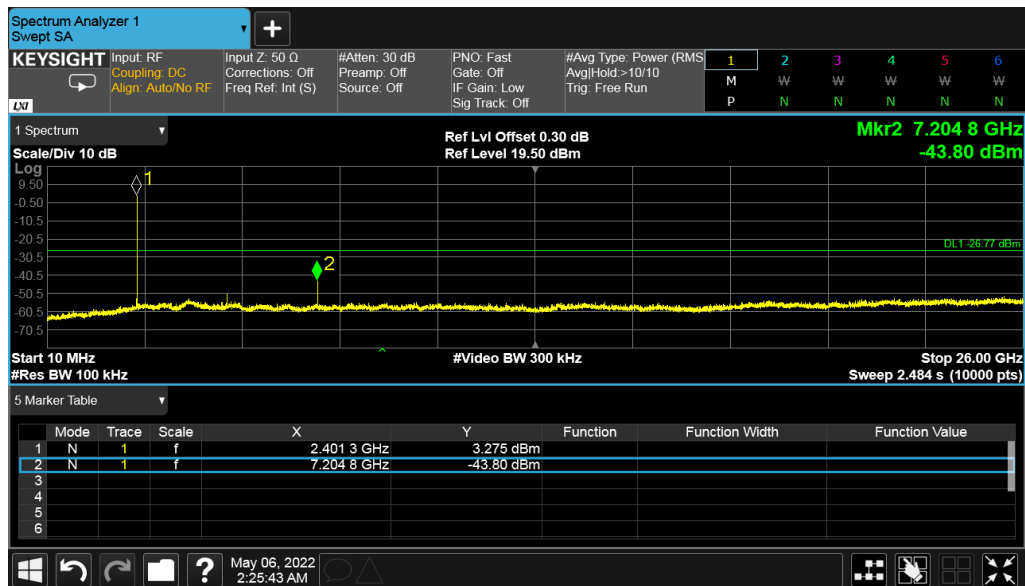 Spectrum Analyzer 1
Swept SA
+
KEYSIGHT
LXI
Input: RF
Coupling: DC
Align: Auto/No RF
Input Z: 50 Ω
Corrections: Off
Freq Ref: Int (S)
#Atten: 30 dB
Preamp: Off
Source: Off
PNO: Fast
Gate: Off
IF Gain: Low
Sig Track: Off
#Avg Type: Power (RMS
Avg|Hold:>10/10
Trig: Free Run
1 2 3 4 5 6
M W W W W W
P N N N N N
1 Spectrum
Scale/Div 10 dB
Ref Lvl Offset 0.30 dB
Ref Level 19.50 dBm
Mkr2 7.204 8 GHz
-43.80 dBm
Log
9.50
-0.50
-10.5
-20.5
-30.5
-40.5
-50.5
-60.5
-70.5
1
2
DL1 -26.77 dBm
Start 10 MHz
#Res BW 100 kHz
#Video BW 300 kHz
Stop 26.00 GHz
Sweep 2.484 s (10000 pts)
5 Marker Table
Mode Trace Scale X Y Function Function Width Function Value
1 N 1 f 2.401 3 GHz 3.275 dBm
2 N 1 f 7.204 8 GHz -43.80 dBm
3
4
5
6
?
May 06, 2022
2:25:43 AM